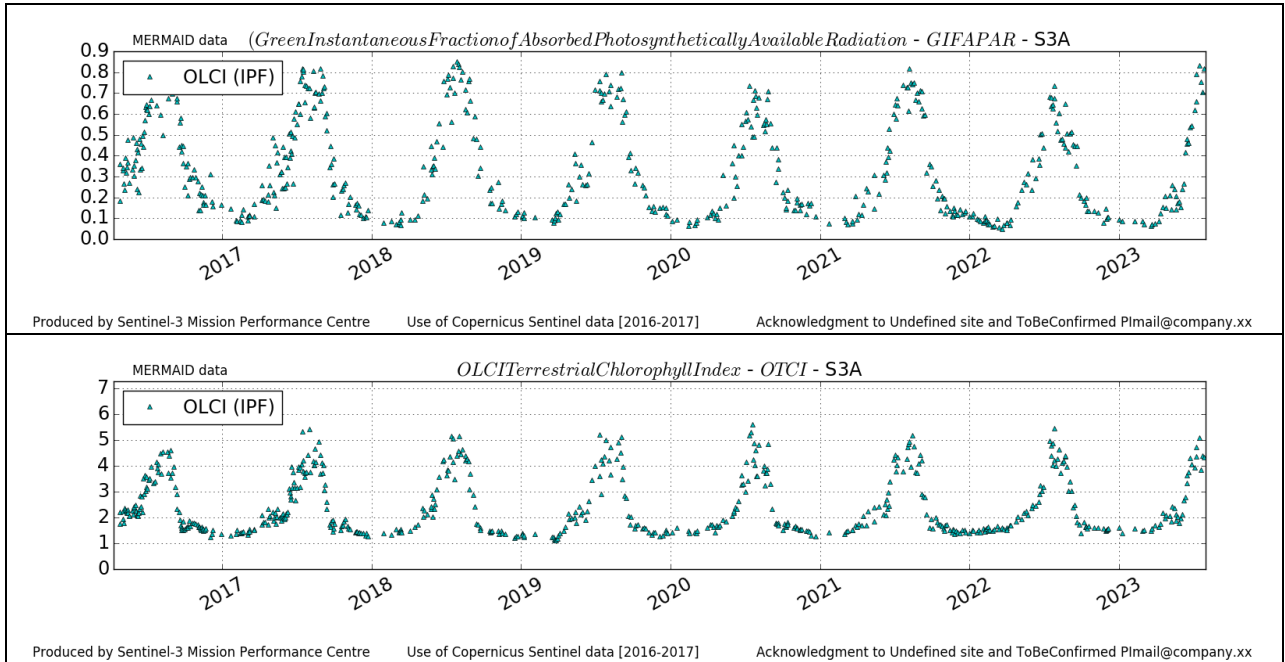 MERMAID data (GreenInstantaneousFractionofAbsorbedPhotosyntheticallyAvailableRadiation - GIFAPAR - S3A
0.9
0.8
0.7
0.6
0.5
0.4
0.3
0.2
0.1
0.0
OLCI (IPF)
2017 2018 2019 2020 2021 2022 2023
Produced by Sentinel-3 Mission Performance Centre Use of Copernicus Sentinel data [2016-2017] Acknowledgment to Undefined site and ToBeConfirmed PImail@company.xx
MERMAID data OLCITerrestrialChlorophyllIndex - OTCI - S3A
7
6
5
4
3
2
1
0
OLCI (IPF)
2017 2018 2019 2020 2021 2022 2023
Produced by Sentinel-3 Mission Performance Centre Use of Copernicus Sentinel data [2016-2017] Acknowledgment to Undefined site and ToBeConfirmed PImail@company.xx